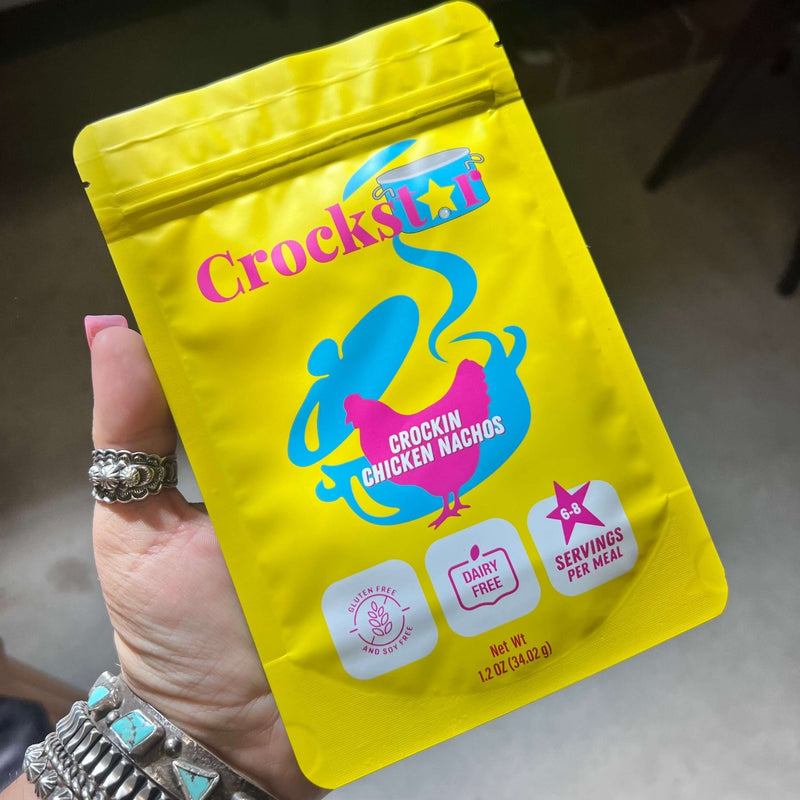 Crockstar
CROCKIN
CHICKEN NACHOS
GLUTEN FREE
AND SOY FREE
DAIRY
FREE
6-8
SERVINGS
PER MEAL
Net Wt
1.2 OZ (34.02 g)